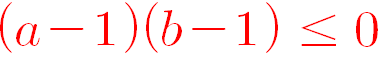 (a − 1)(b − 1) ≤ 0